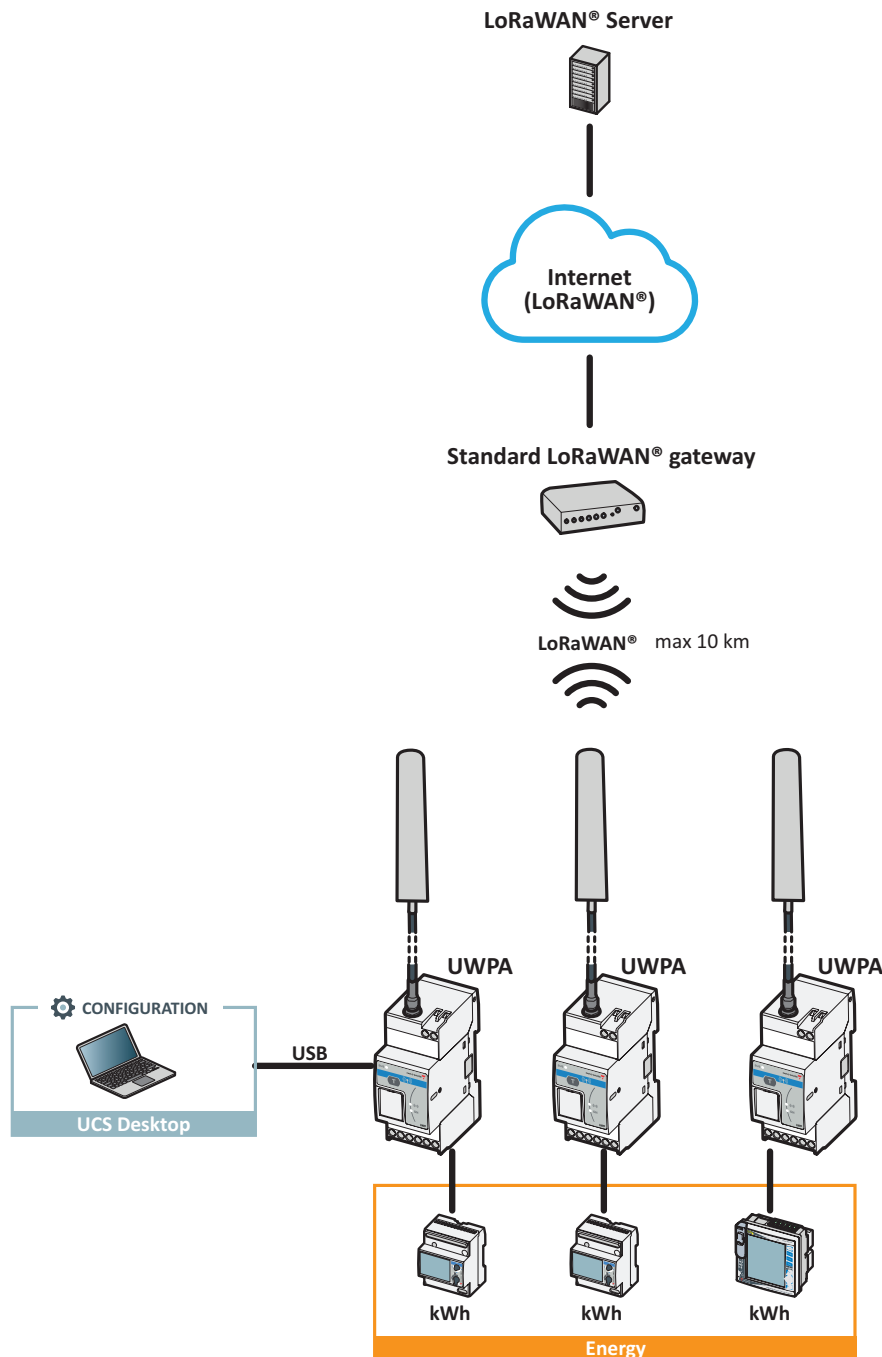 LoRaWAN® Server
Internet
(LoRaWAN®)
Standard LoRaWAN® gateway
LoRaWAN® max 10 km
UWPA
UWPA
UWPA
CONFIGURATION
USB
UCS Desktop
kWh
kWh
kWh
Energy